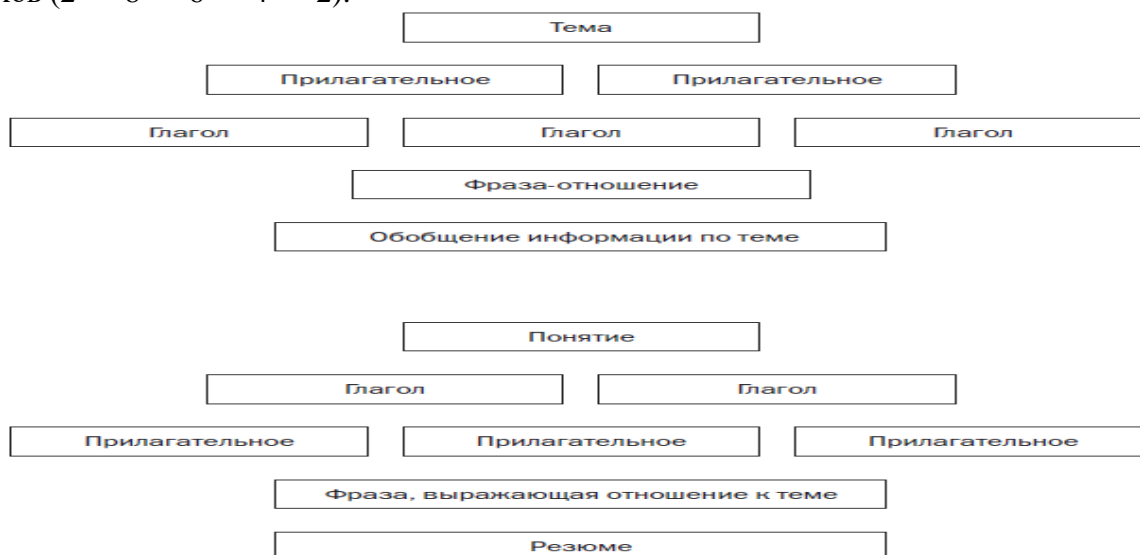 Тема
Прилагательное Прилагательное
Глагол Глагол Глагол
Фраза-отношение
Обобщение информации по теме
Понятие
Глагол Глагол
Прилагательное Прилагательное Прилагательное
Фраза, выражающая отношение к теме
Резюме